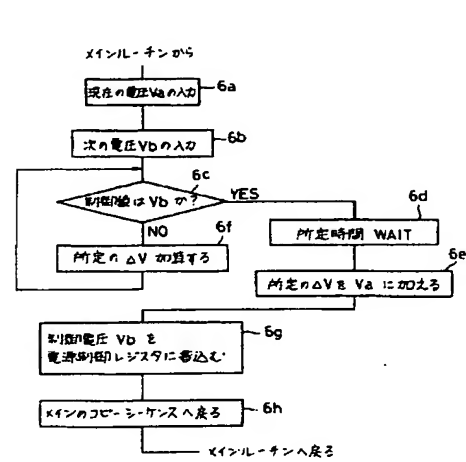 メインルーチンから
現在の電圧Vaの入力
6a
次の電圧Vbの入力
6b
6c
制御値はVbか?
YES
NO
6f
所定の ΔV 加算する
6d
所定時間 WAIT
6e
所定のΔVを Va に加える
制御電圧 Vb を
電源制御レジスタに書込む
6g
メインのコピーシーケンスへ戻る
6h
メインルーチンへ戻る